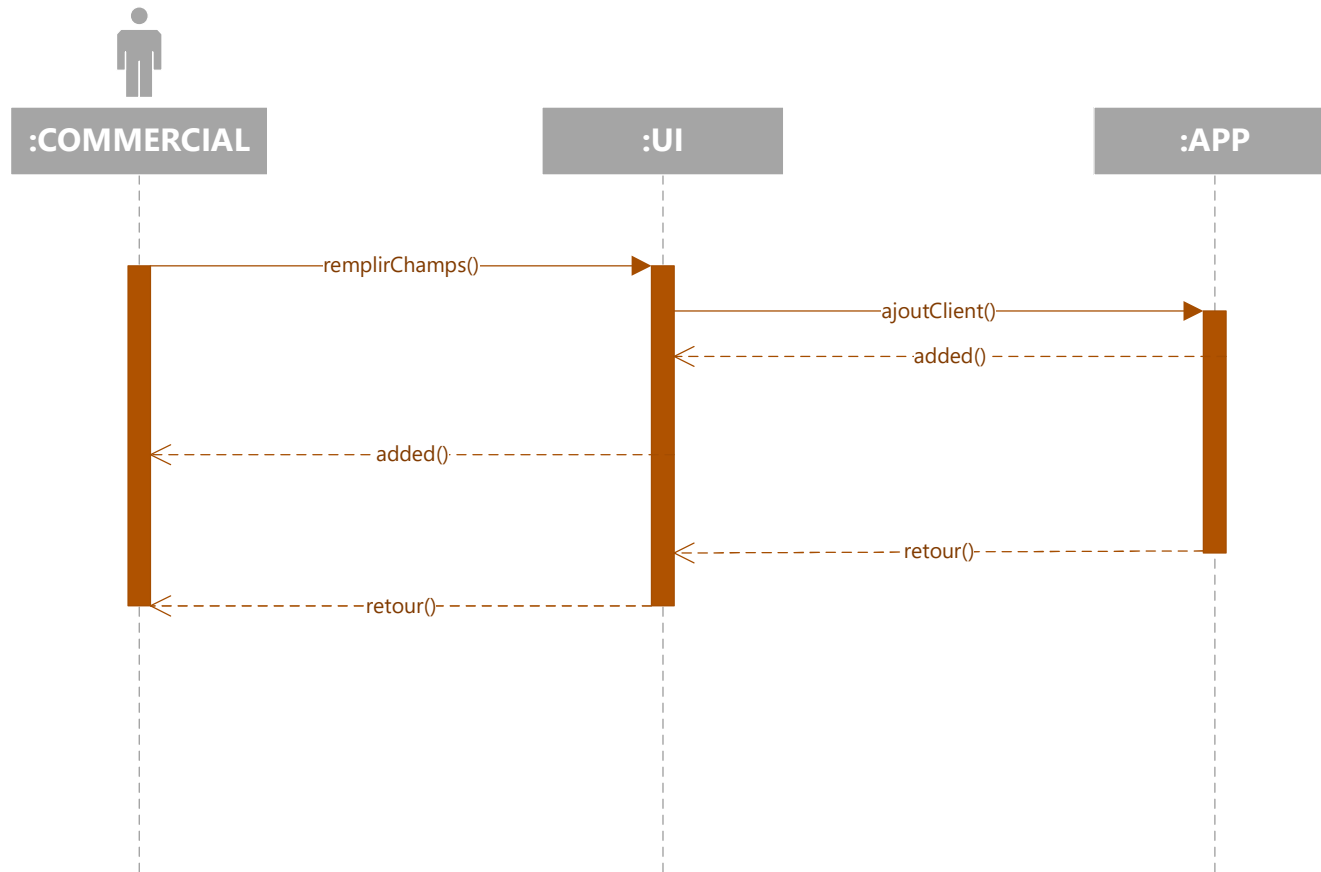 :COMMERCIAL
:UI
:APP
remplirChamps()
ajoutClient()
added()
added()
retour()
retour()